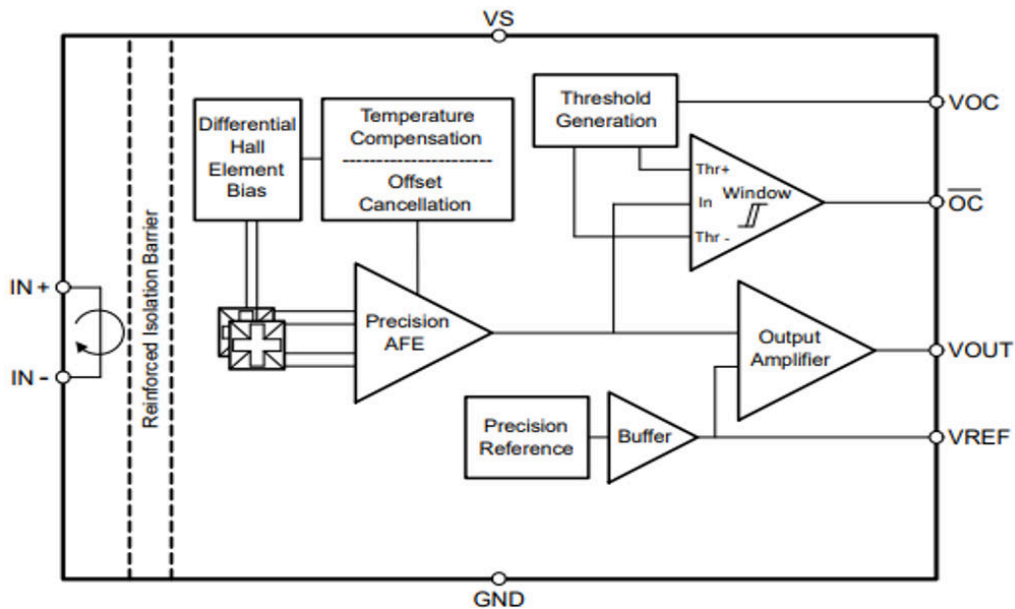 VS
Differential
Hall
Element
Bias
Temperature
Compensation
Offset
Cancellation
Threshold
Generation
VOC
Thr+
Window
In
Thr -
OC
IN +
IN -
Reinforced Isolation Barrier
Precision
AFE
Output
Amplifier
VOUT
Precision
Reference
Buffer
VREF
GND